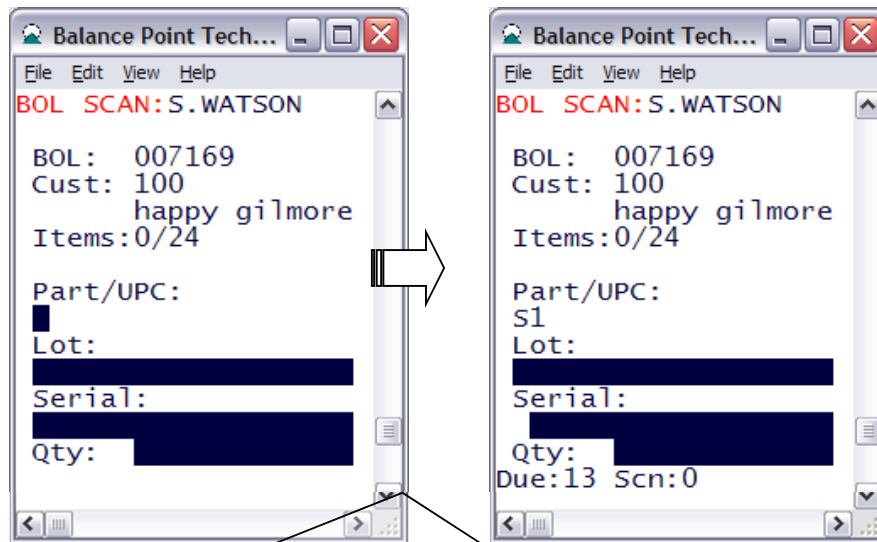 Balance Point Tech...
File Edit View Help
BOL SCAN:S.WATSON
BOL: 007169
Cust: 100
happy gilmore
Items:0/24
Part/UPC:
Lot:
Serial:
Qty:
Balance Point Tech...
File Edit View Help
BOL SCAN:S.WATSON
BOL: 007169
Cust: 100
happy gilmore
Items:0/24
Part/UPC:
S1
Lot:
Serial:
Qty:
Due:13 Scn:0